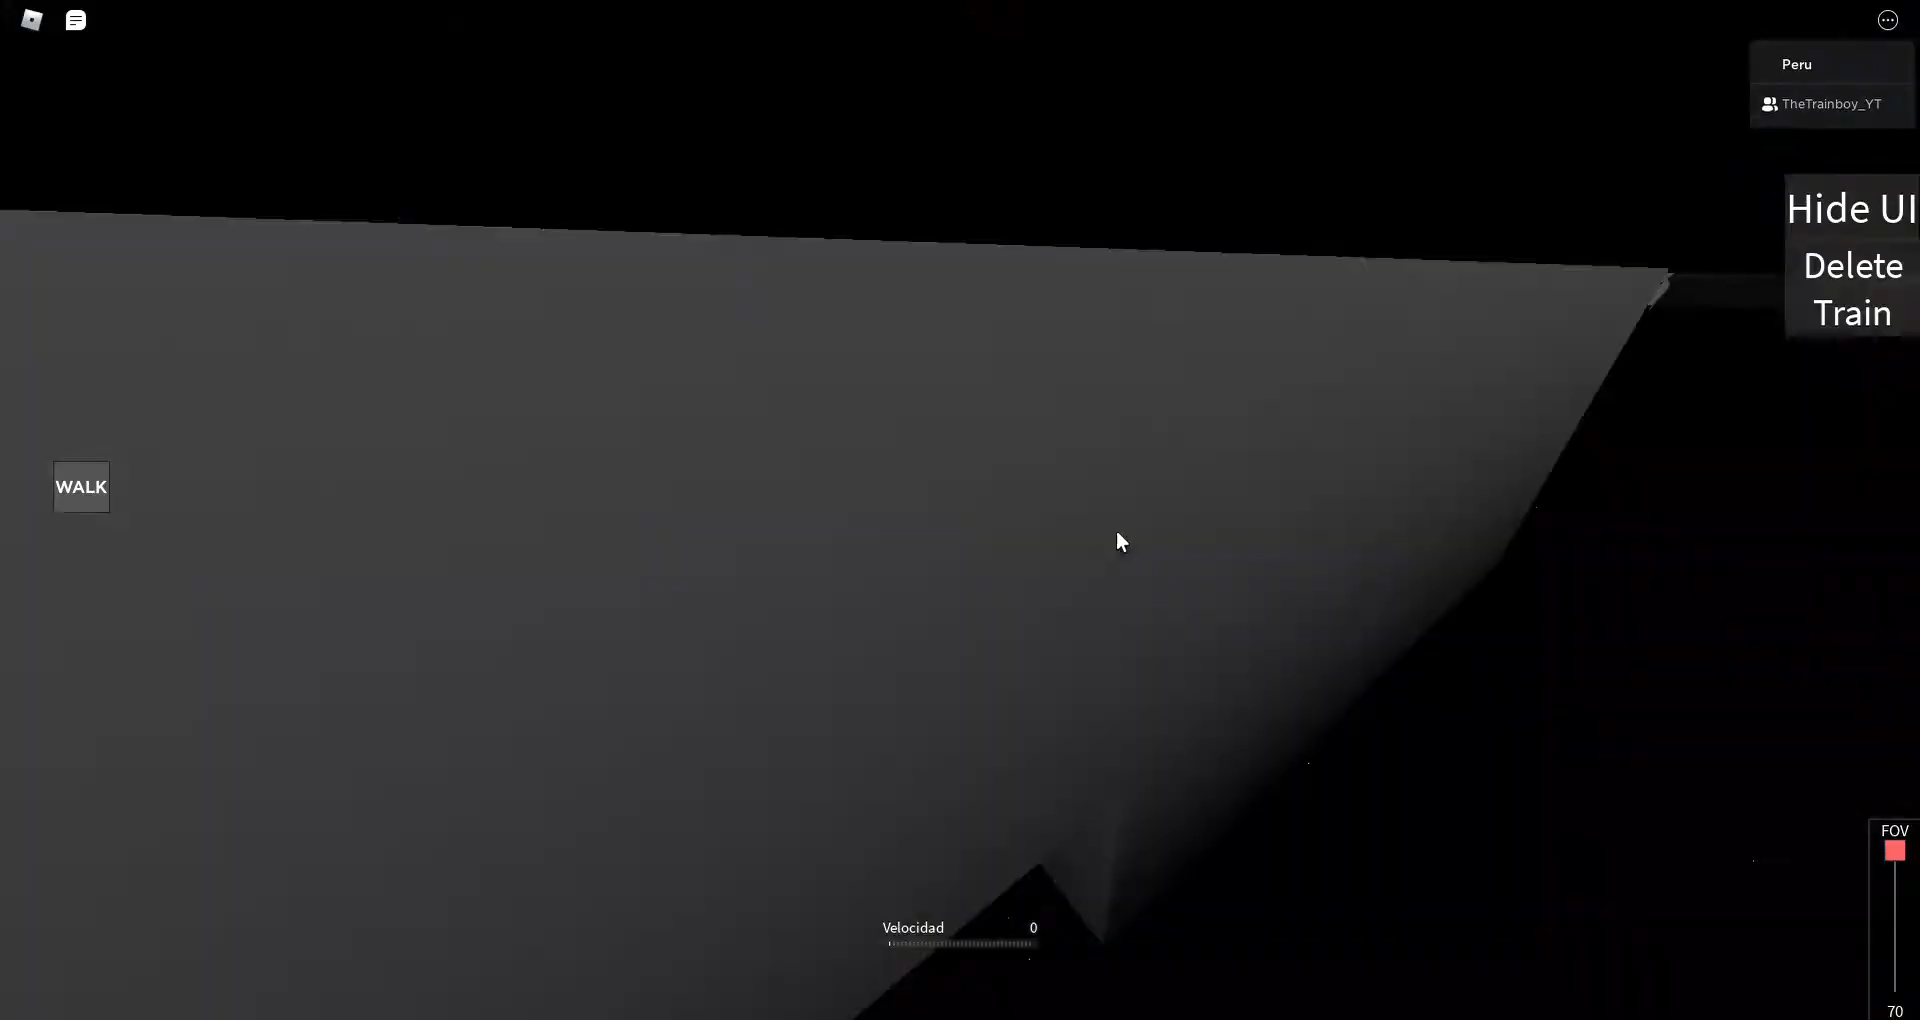 Peru
TheTrainboy_YT
Hide UI
Delete
Train
WALK
Velocidad 0
FOV
70